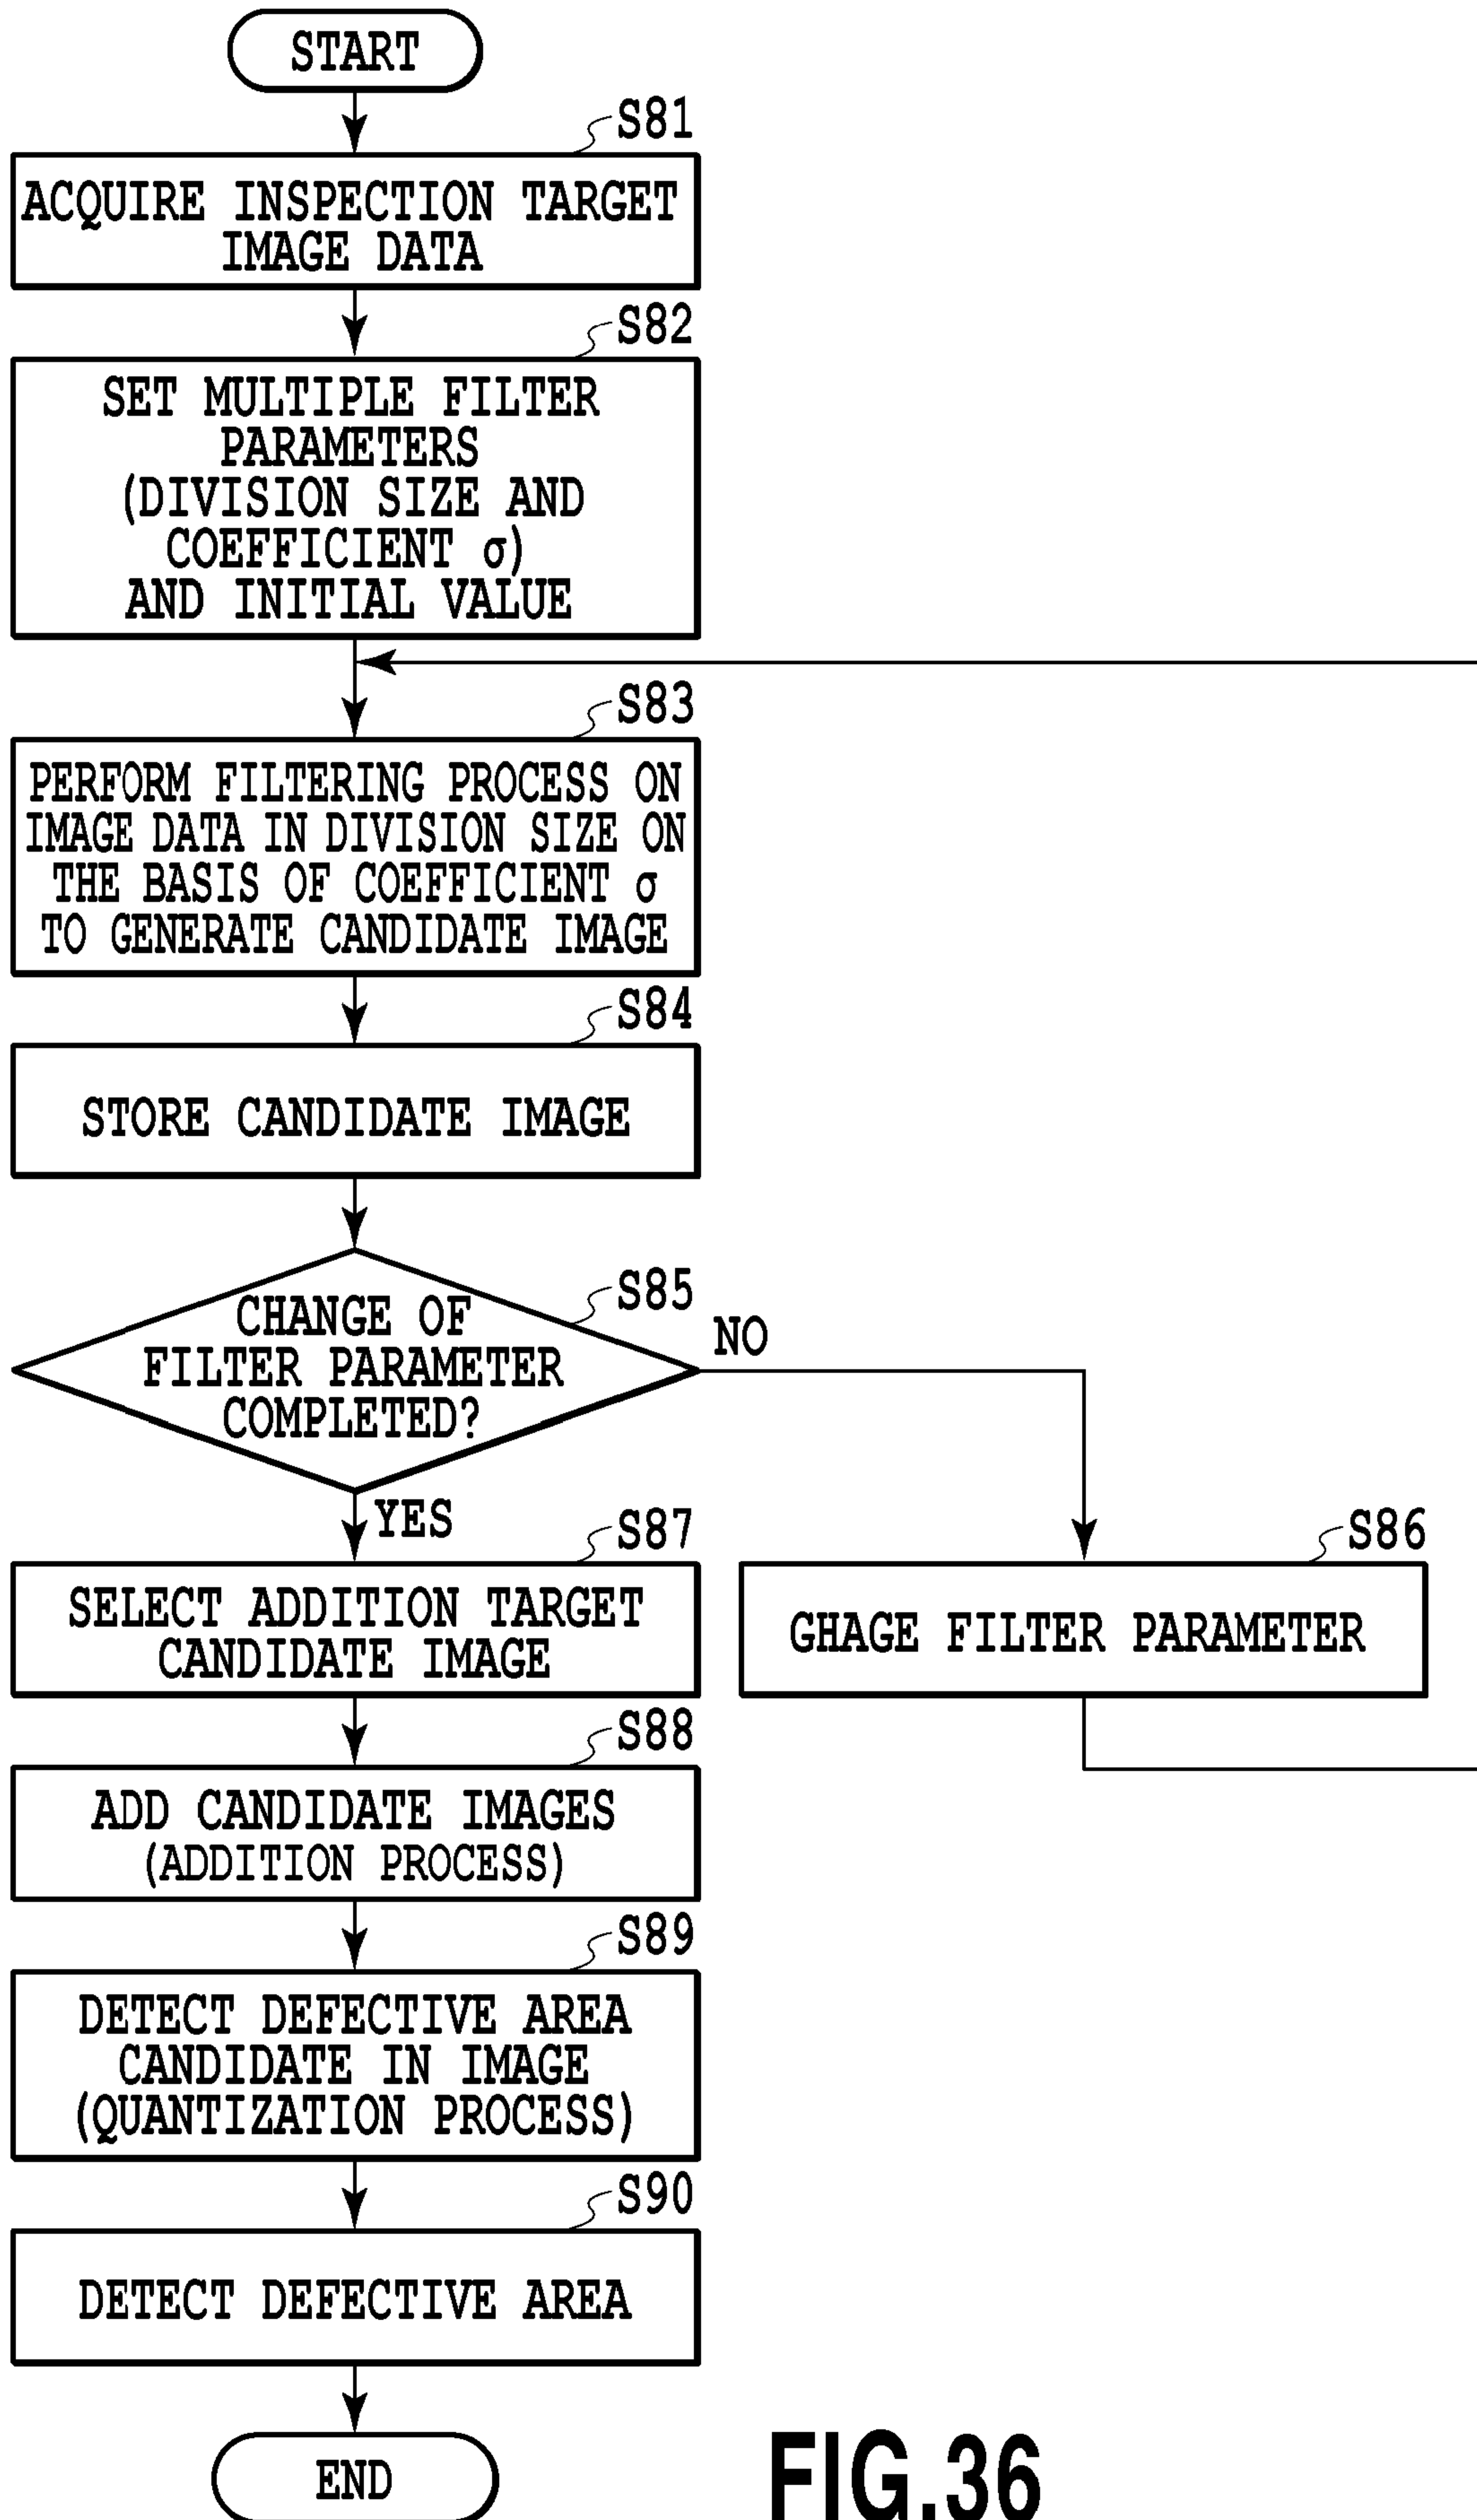 START
S81
ACQUIRE INSPECTION TARGET
IMAGE DATA
S82
SET MULTIPLE FILTER
PARAMETERS
(DIVISION SIZE AND
COEFFICIENT σ)
AND INITIAL VALUE
S83
PERFORM FILTERING PROCESS ON
IMAGE DATA IN DIVISION SIZE ON
THE BASIS OF COEFFICIENT σ
TO GENERATE CANDIDATE IMAGE
S84
STORE CANDIDATE IMAGE
S85
CHANGE OF
FILTER PARAMETER
COMPLETED?
NO
YES
S87
SELECT ADDITION TARGET
CANDIDATE IMAGE
S86
GHAGE FILTER PARAMETER
S88
ADD CANDIDATE IMAGES
(ADDITION PROCESS)
S89
DETECT DEFECTIVE AREA
CANDIDATE IN IMAGE
(QUANTIZATION PROCESS)
S90
DETECT DEFECTIVE AREA
END
FIG.36